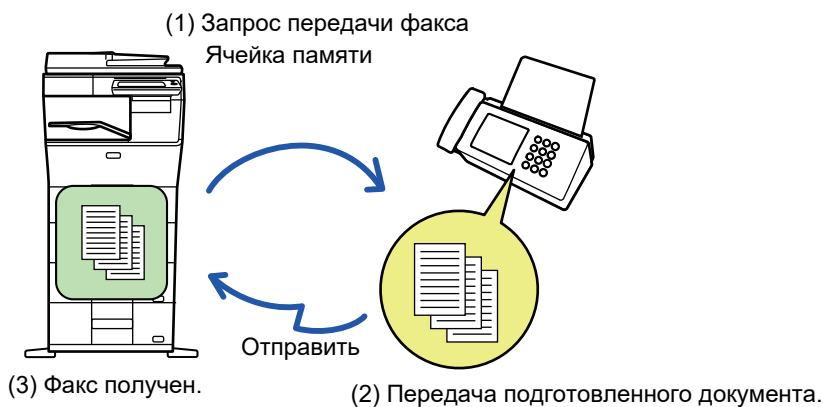 (1) Запрос передачи факса
Ячейка памяти
Отправить
(3) Факс получен.
(2) Передача подготовленного документа.